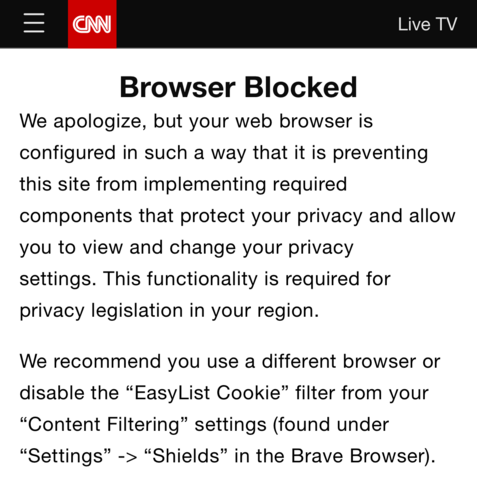 CNN
Live TV
Browser Blocked
We apologize, but your web browser is
configured in such a way that it is preventing
this site from implementing required
components that protect your privacy and allow
you to view and change your privacy
settings. This functionality is required for
privacy legislation in your region.
We recommend you use a different browser or
disable the “EasyList Cookie” filter from your
“Content Filtering” settings (found under
“Settings” -> “Shields” in the Brave Browser).